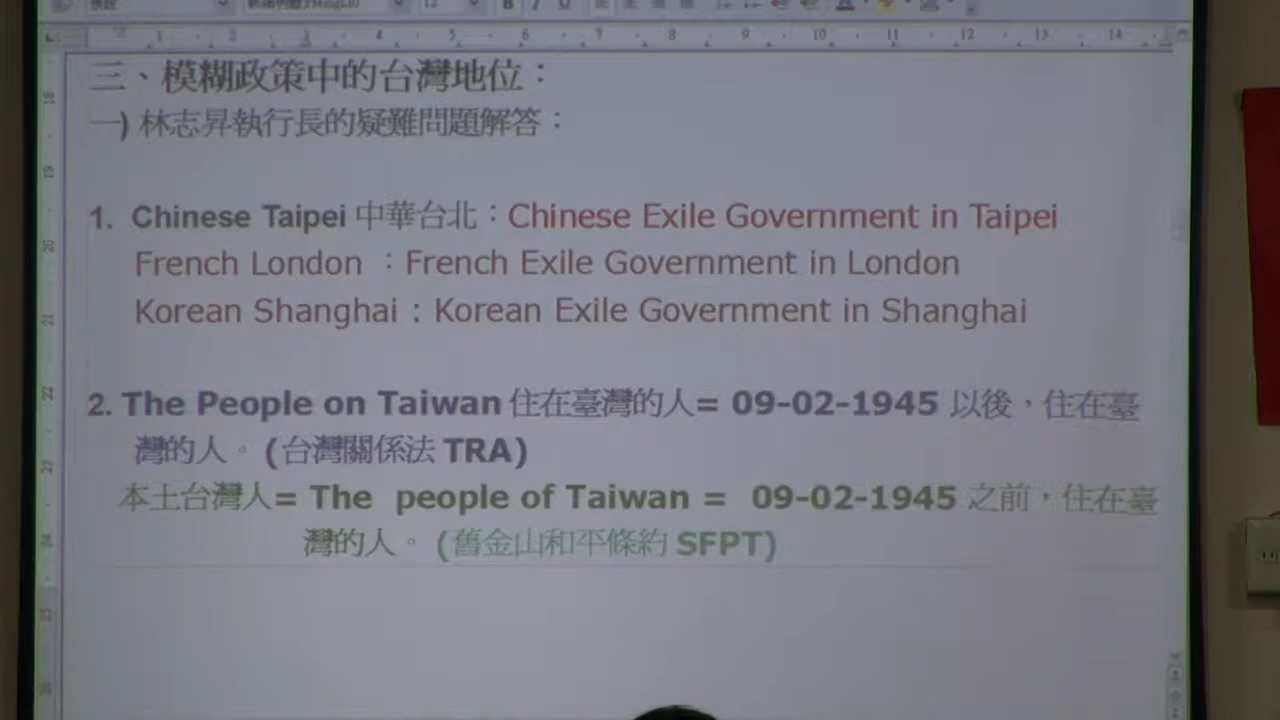 三、模糊政策中的台灣地位：
一) 林志昇執行長的疑難問題解答：
1. Chinese Taipei 中華台北：Chinese Exile Government in Taipei
French London ：French Exile Government in London
Korean Shanghai : Korean Exile Government in Shanghai
2. The People on Taiwan 住在臺灣的人= 09-02-1945 以後，住在臺
灣的人。(台灣關係法 TRA)
本土台灣人= The people of Taiwan = 09-02-1945 之前，住在臺
灣的人。(舊金山和平條約 SFPT)